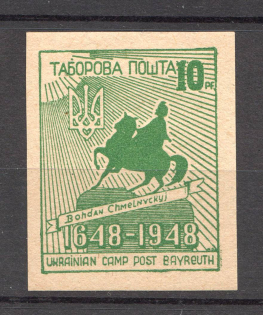 ТАБОРОВА ПОШТА
10 PF.
Bohdan Chmelnyckyj
1648-1948
UKRAINIAN CAMP POST BAYREUTH